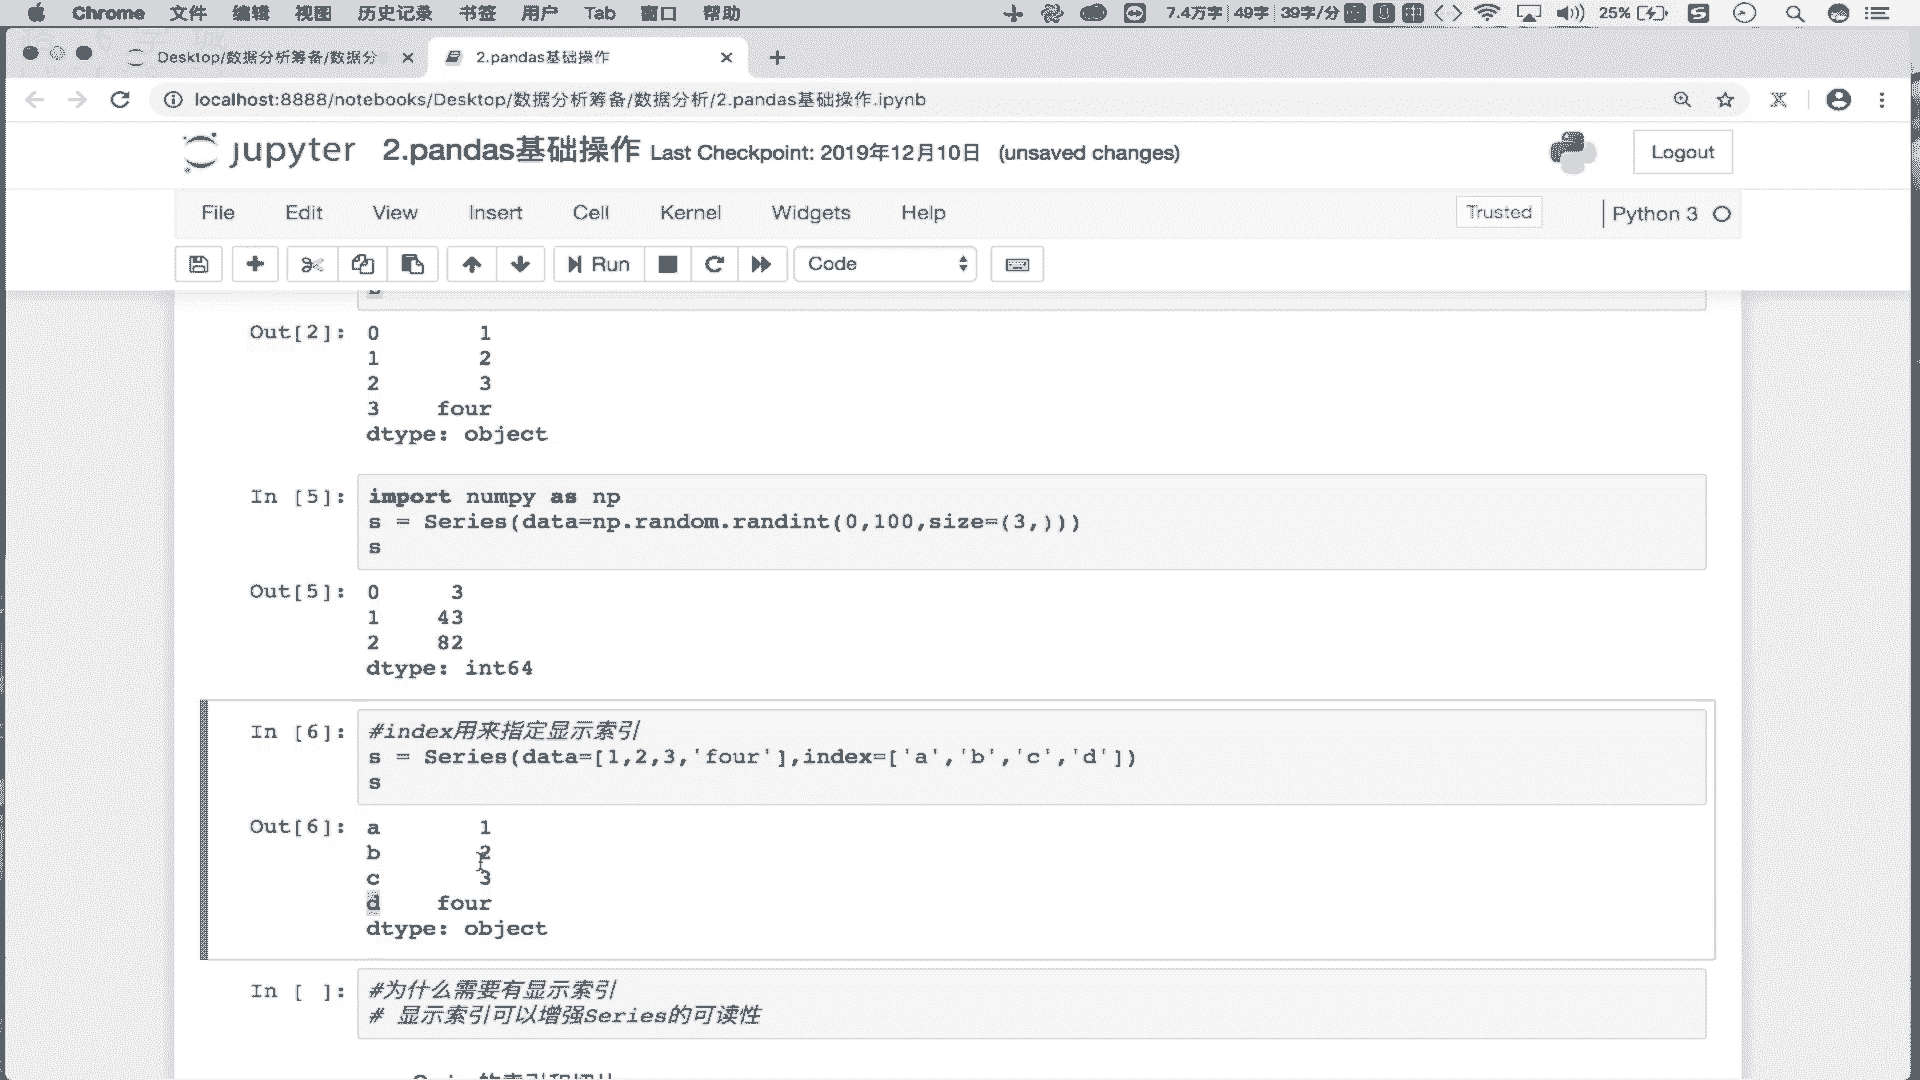 Chrome 文件 编辑 视图 历史记录 书签 用户 Tab 窗口 帮助 7.4万字 49字 39字/分 25%
Desktop/数据分析筹备/数据分 2.pandas基础操作
localhost:8888/notebooks/Desktop/数据分析筹备/数据分析/2.pandas基础操作.ipynb
jupyter 2.pandas基础操作 Last Checkpoint: 2019年12月10日 (unsaved changes) Logout
File Edit View Insert Cell Kernel Widgets Help Trusted Python 3
Run Code
Out[2]: 0 1
1 2
2 3
3 four
dtype: object
In [5]: import numpy as np
s = Series(data=np.random.randint(0,100,size=(3,)))
s
Out[5]: 0 3
1 43
2 82
dtype: int64
In [6]: #index用来指定显示索引
s = Series(data=[1,2,3,'four'],index=['a','b','c','d'])
s
Out[6]: a 1
b 2
c 3
d four
dtype: object
In [ ]: #为什么需要有显示索引
# 显示索引可以增强Series的可读性